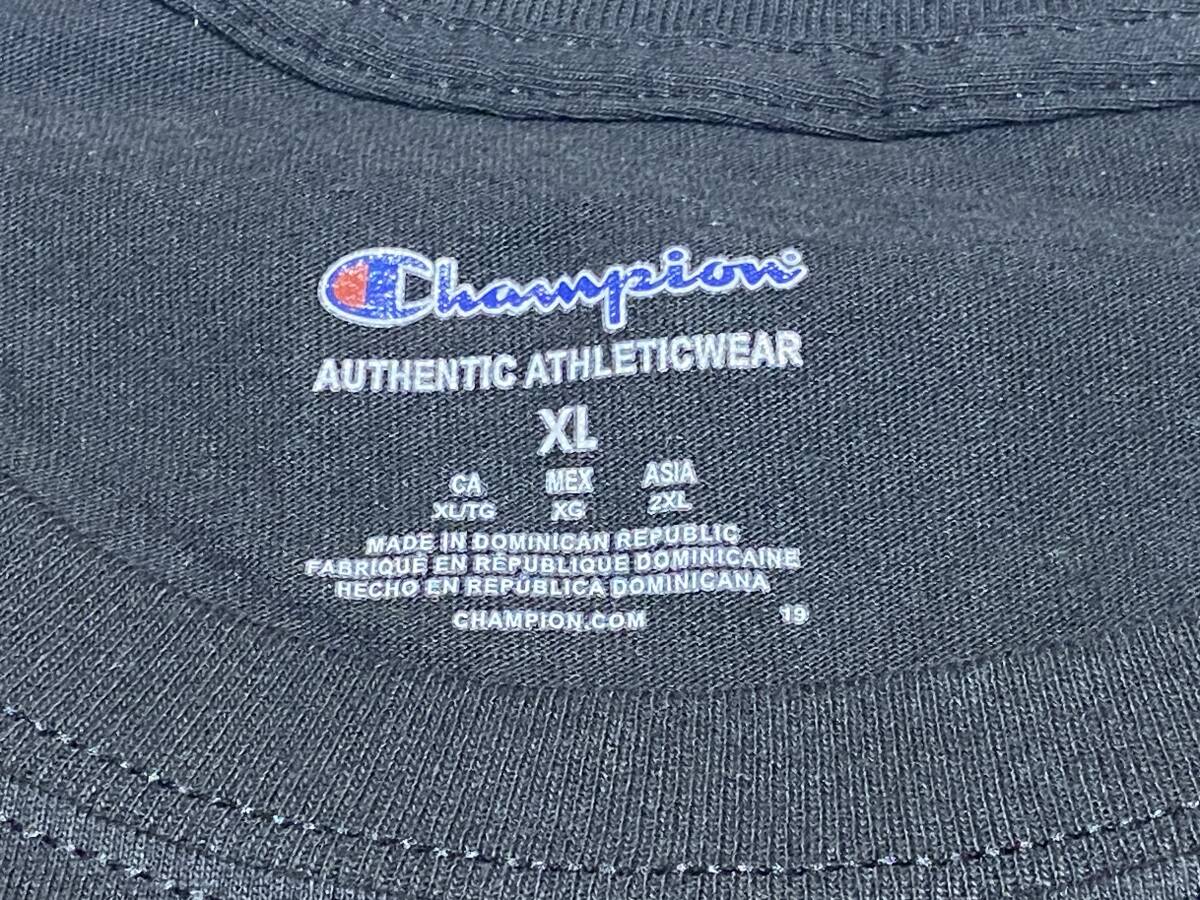 Champion
AUTHENTIC ATHLETICWEAR
XL
CA MEX ASIA
XL/TG XG 2XL
MADE IN DOMINICAN REPUBLIC
FABRIQUÉ EN RÉPUBLIQUE DOMINICAINE
HECHO EN REPÚBLICA DOMINICANA
CHAMPION.COM 19